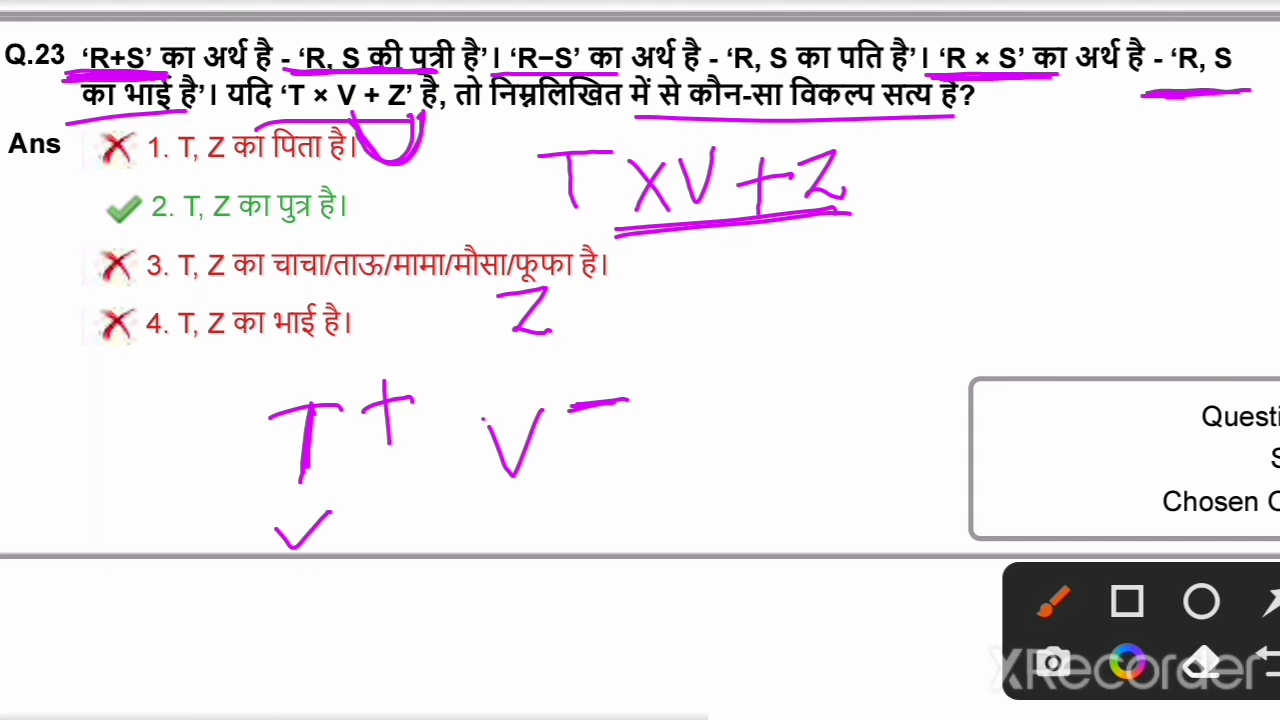 Q.23 ‘R+S’ का अर्थ है - ‘R, S की पुत्री है’। ‘R−S’ का अर्थ है - ‘R, S का पति है’। ‘R × S’ का अर्थ है - ‘R, S
का भाई है’। यदि ‘T × V + Z’ है, तो निम्नलिखित में से कौन-सा विकल्प सत्य है?
Ans 1. T, Z का पिता है।
T X V + Z
2. T, Z का पुत्र है।
3. T, Z का चाचा/ताऊ/मामा/मौसा/फूफा है।
Z
4. T, Z का भाई है।
T + V −
Questi
S
Chosen O
XRecorder